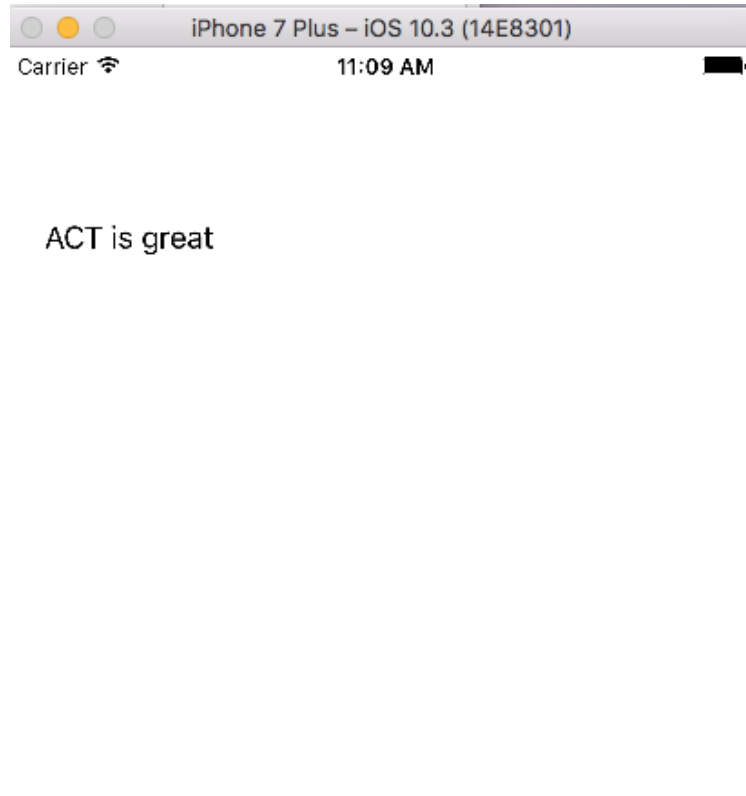 iPhone 7 Plus – iOS 10.3 (14E8301)
Carrier 11:09 AM
ACT is great